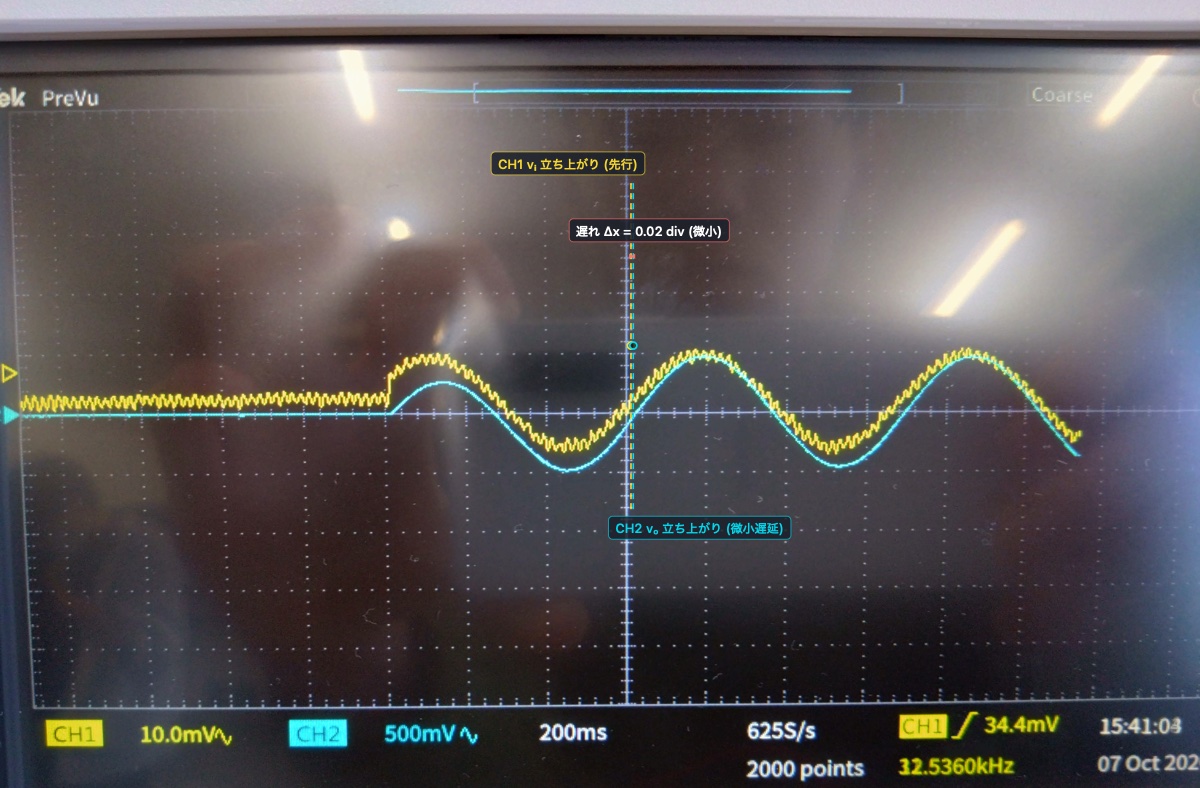 ek PreVu
Coarse
CH1 vᵢ 立ち上がり (先行)
遅れ Δx = 0.02 div (微小)
CH2 vₒ 立ち上がり (微小遅延)
CH1 10.0mV CH2 500mV 200ms 625S/s CH1 34.4mV 15:41:03
2000 points 12.5360kHz 07 Oct 202